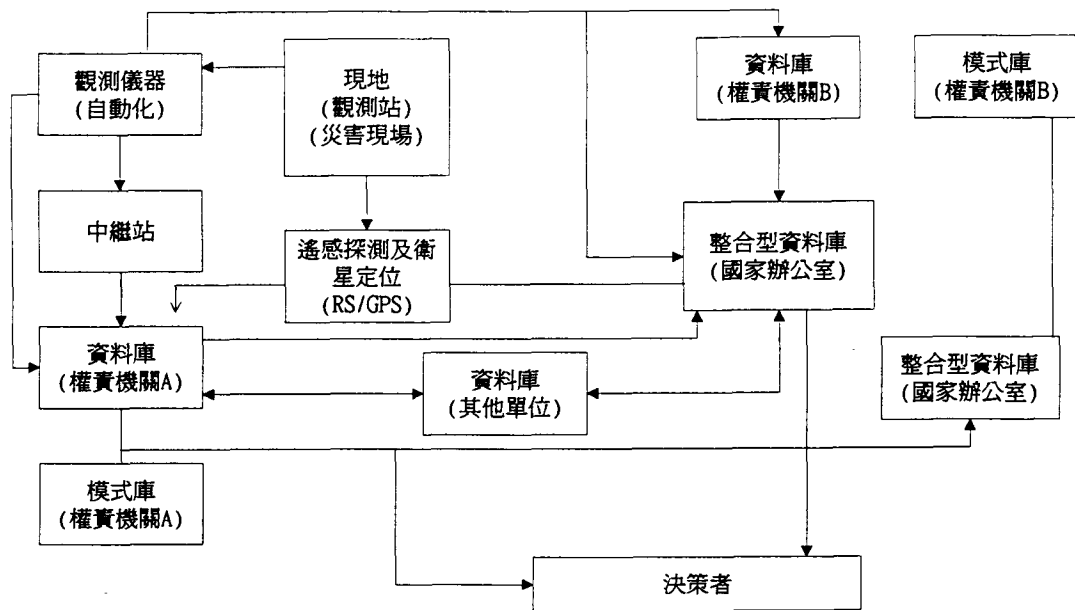 觀測儀器
(自動化)
現地
(觀測站)
(災害現場)
資料庫
(權責機關B)
模式庫
(權責機關B)
中繼站
遙感探測及衛
星定位
(RS/GPS)
整合型資料庫
(國家辦公室)
資料庫
(權責機關A)
資料庫
(其他單位)
整合型資料庫
(國家辦公室)
模式庫
(權責機關A)
決策者